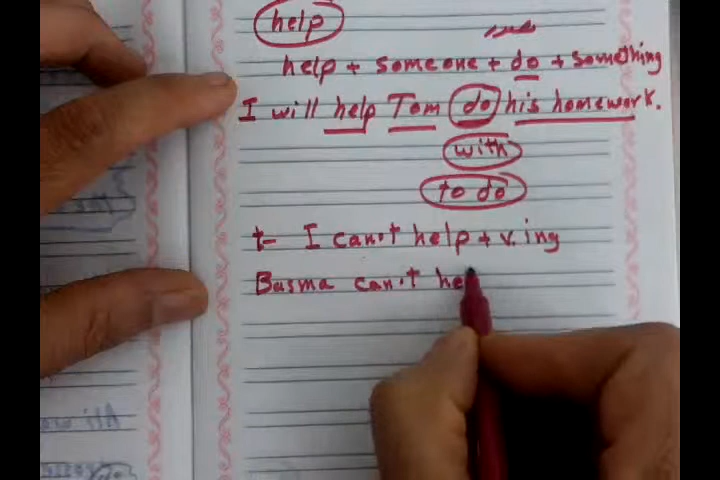 help
help + someone + do + something
I will help Tom do his homework.
with
to do
t- I can't help + v.ing
Basma can't he